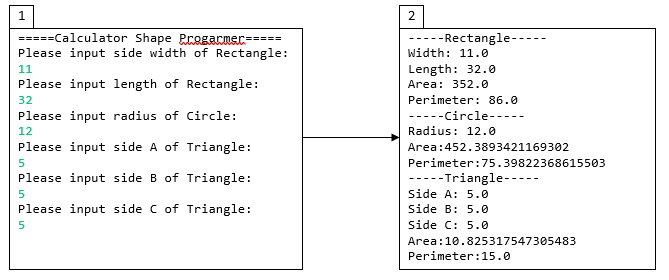 1
=====Calculator Shape Progarmer=====
Please input side width of Rectangle:
11
Please input length of Rectangle:
32
Please input radius of Circle:
12
Please input side A of Triangle:
5
Please input side B of Triangle:
5
Please input side C of Triangle:
5
2
-----Rectangle-----
Width: 11.0
Length: 32.0
Area: 352.0
Perimeter: 86.0
-----Circle-----
Radius: 12.0
Area:452.3893421169302
Perimeter:75.39822368615503
-----Triangle-----
Side A: 5.0
Side B: 5.0
Side C: 5.0
Area:10.825317547305483
Perimeter:15.0